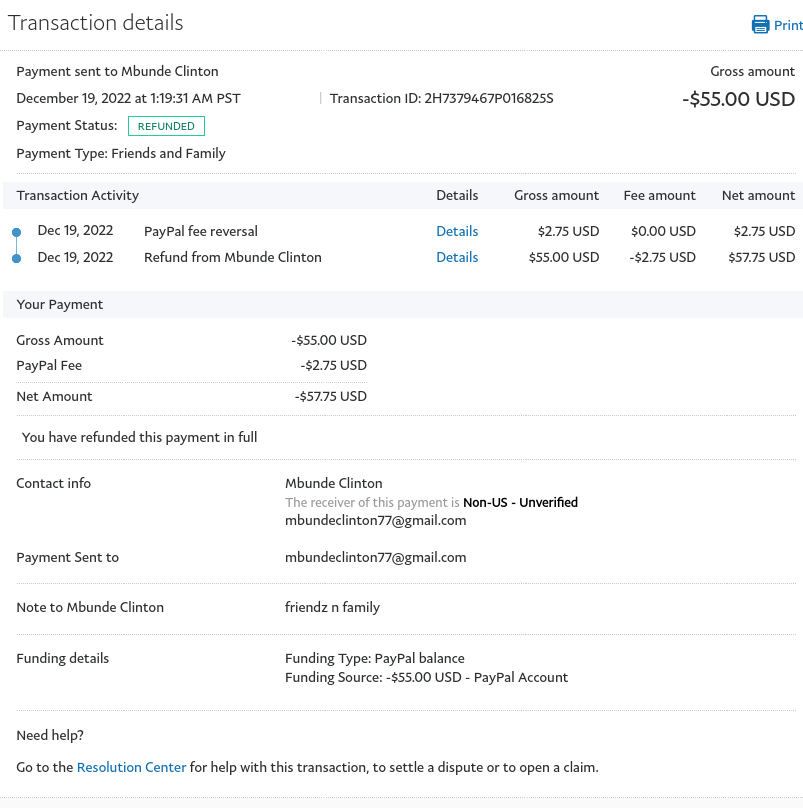 Transaction details
Print
Payment sent to Mbunde Clinton
Gross amount
December 19, 2022 at 1:19:31 AM PST | Transaction ID: 2H7379467P016825S
-$55.00 USD
Payment Status: REFUNDED
Payment Type: Friends and Family
Transaction Activity Details Gross amount Fee amount Net amount
Dec 19, 2022 PayPal fee reversal Details $2.75 USD $0.00 USD $2.75 USD
Dec 19, 2022 Refund from Mbunde Clinton Details $55.00 USD -$2.75 USD $57.75 USD
Your Payment
Gross Amount -$55.00 USD
PayPal Fee -$2.75 USD
Net Amount -$57.75 USD
You have refunded this payment in full
Contact info Mbunde Clinton
The receiver of this payment is Non-US - Unverified
mbundeclinton77@gmail.com
Payment Sent to mbundeclinton77@gmail.com
Note to Mbunde Clinton friendz n family
Funding details Funding Type: PayPal balance
Funding Source: -$55.00 USD - PayPal Account
Need help?
Go to the Resolution Center for help with this transaction, to settle a dispute or to open a claim.